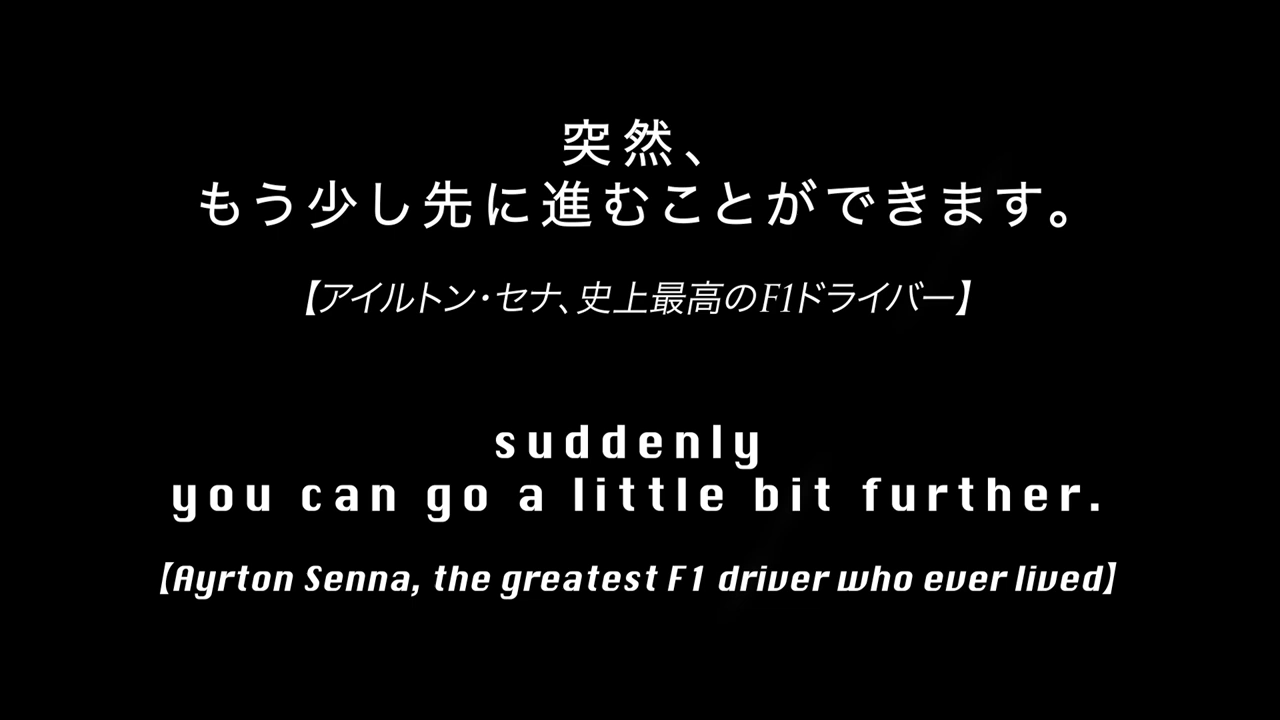 突然、
もう少し先に進むことができます。
【アイルトン・セナ、史上最高のF1ドライバー】
suddenly
you can go a little bit further.
【Ayrton Senna, the greatest F1 driver who ever lived】